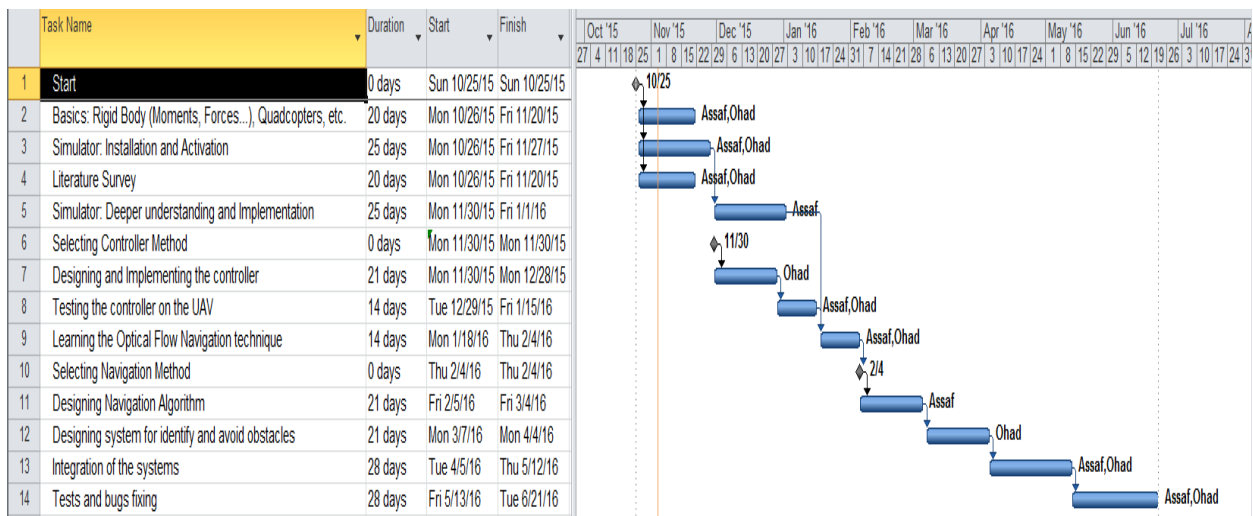 Task Name Duration Start Finish
Oct '15 Nov '15 Dec '15 Jan '16 Feb '16 Mar '16 Apr '16 May '16 Jun '16 Jul '16 A
27 4 11 18 25 1 8 15 22 29 6 13 20 27 3 10 17 24 31 7 14 21 28 6 13 20 27 3 10 17 24 1 8 15 22 29 5 12 19 26 3 10 17 24 3
1 Start 0 days Sun 10/25/15 Sun 10/25/15 10/25
2 Basics: Rigid Body (Moments, Forces...), Quadcopters, etc. 20 days Mon 10/26/15 Fri 11/20/15 Assaf,Ohad
3 Simulator: Installation and Activation 25 days Mon 10/26/15 Fri 11/27/15 Assaf,Ohad
4 Literature Survey 20 days Mon 10/26/15 Fri 11/20/15 Assaf,Ohad
5 Simulator: Deeper understanding and Implementation 25 days Mon 11/30/15 Fri 1/1/16 Assaf
6 Selecting Controller Method 0 days Mon 11/30/15 Mon 11/30/15 11/30
7 Designing and Implementing the controller 21 days Mon 11/30/15 Mon 12/28/15 Ohad
8 Testing the controller on the UAV 14 days Tue 12/29/15 Fri 1/15/16 Assaf,Ohad
9 Learning the Optical Flow Navigation technique 14 days Mon 1/18/16 Thu 2/4/16 Assaf,Ohad
10 Selecting Navigation Method 0 days Thu 2/4/16 Thu 2/4/16 2/4
11 Designing Navigation Algorithm 21 days Fri 2/5/16 Fri 3/4/16 Assaf
12 Designing system for identify and avoid obstacles 21 days Mon 3/7/16 Mon 4/4/16 Ohad
13 Integration of the systems 28 days Tue 4/5/16 Thu 5/12/16 Assaf,Ohad
14 Tests and bugs fixing 28 days Fri 5/13/16 Tue 6/21/16 Assaf,Ohad